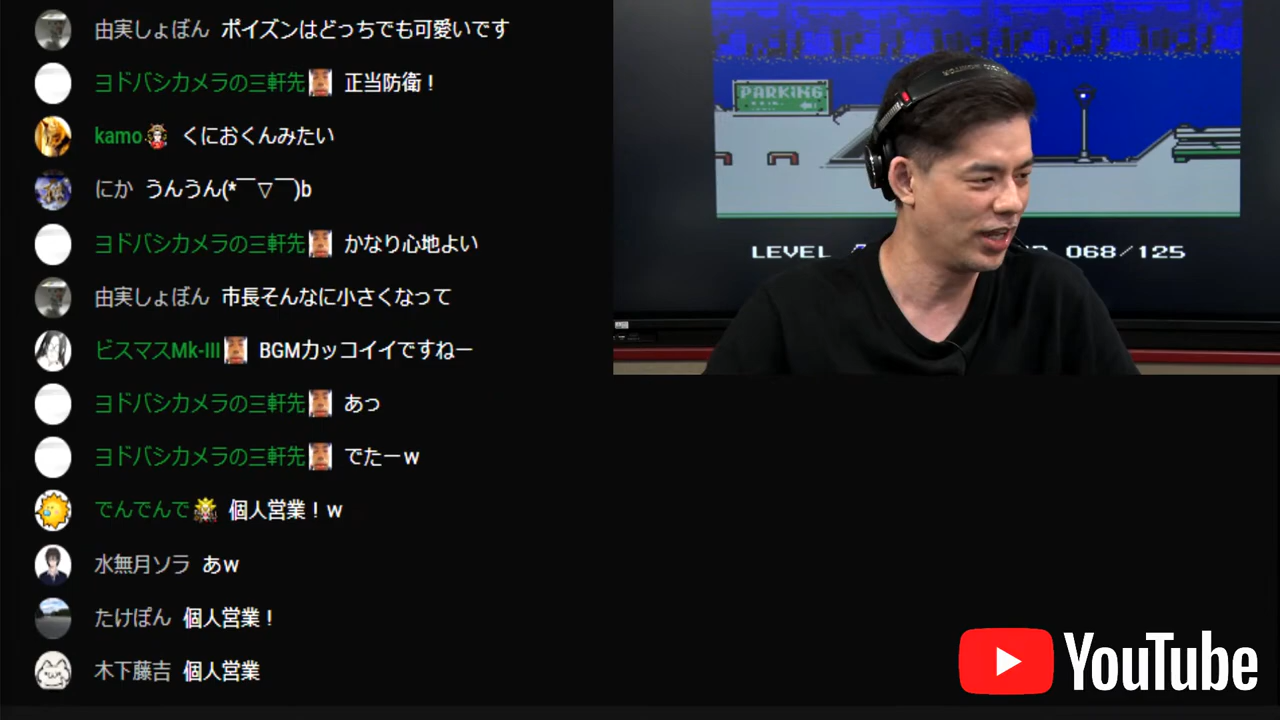 由実しょぼん ポイズンはどっちでも可愛いです
ヨドバシカメラの三軒先 正当防衛！
kamo くにおくんみたい
にか うんうん(*￣▽￣)b
ヨドバシカメラの三軒先 かなり心地よい
由実しょぼん 市長そんなに小さくなって
ビスマスMk-III BGMカッコイイですねー
ヨドバシカメラの三軒先 あっ
ヨドバシカメラの三軒先 でたーｗ
でんでんで 個人営業！ｗ
水無月ソラ あｗ
たけぽん 個人営業！
木下藤吉 個人営業
PARKING
LEVEL
068/125
YouTube